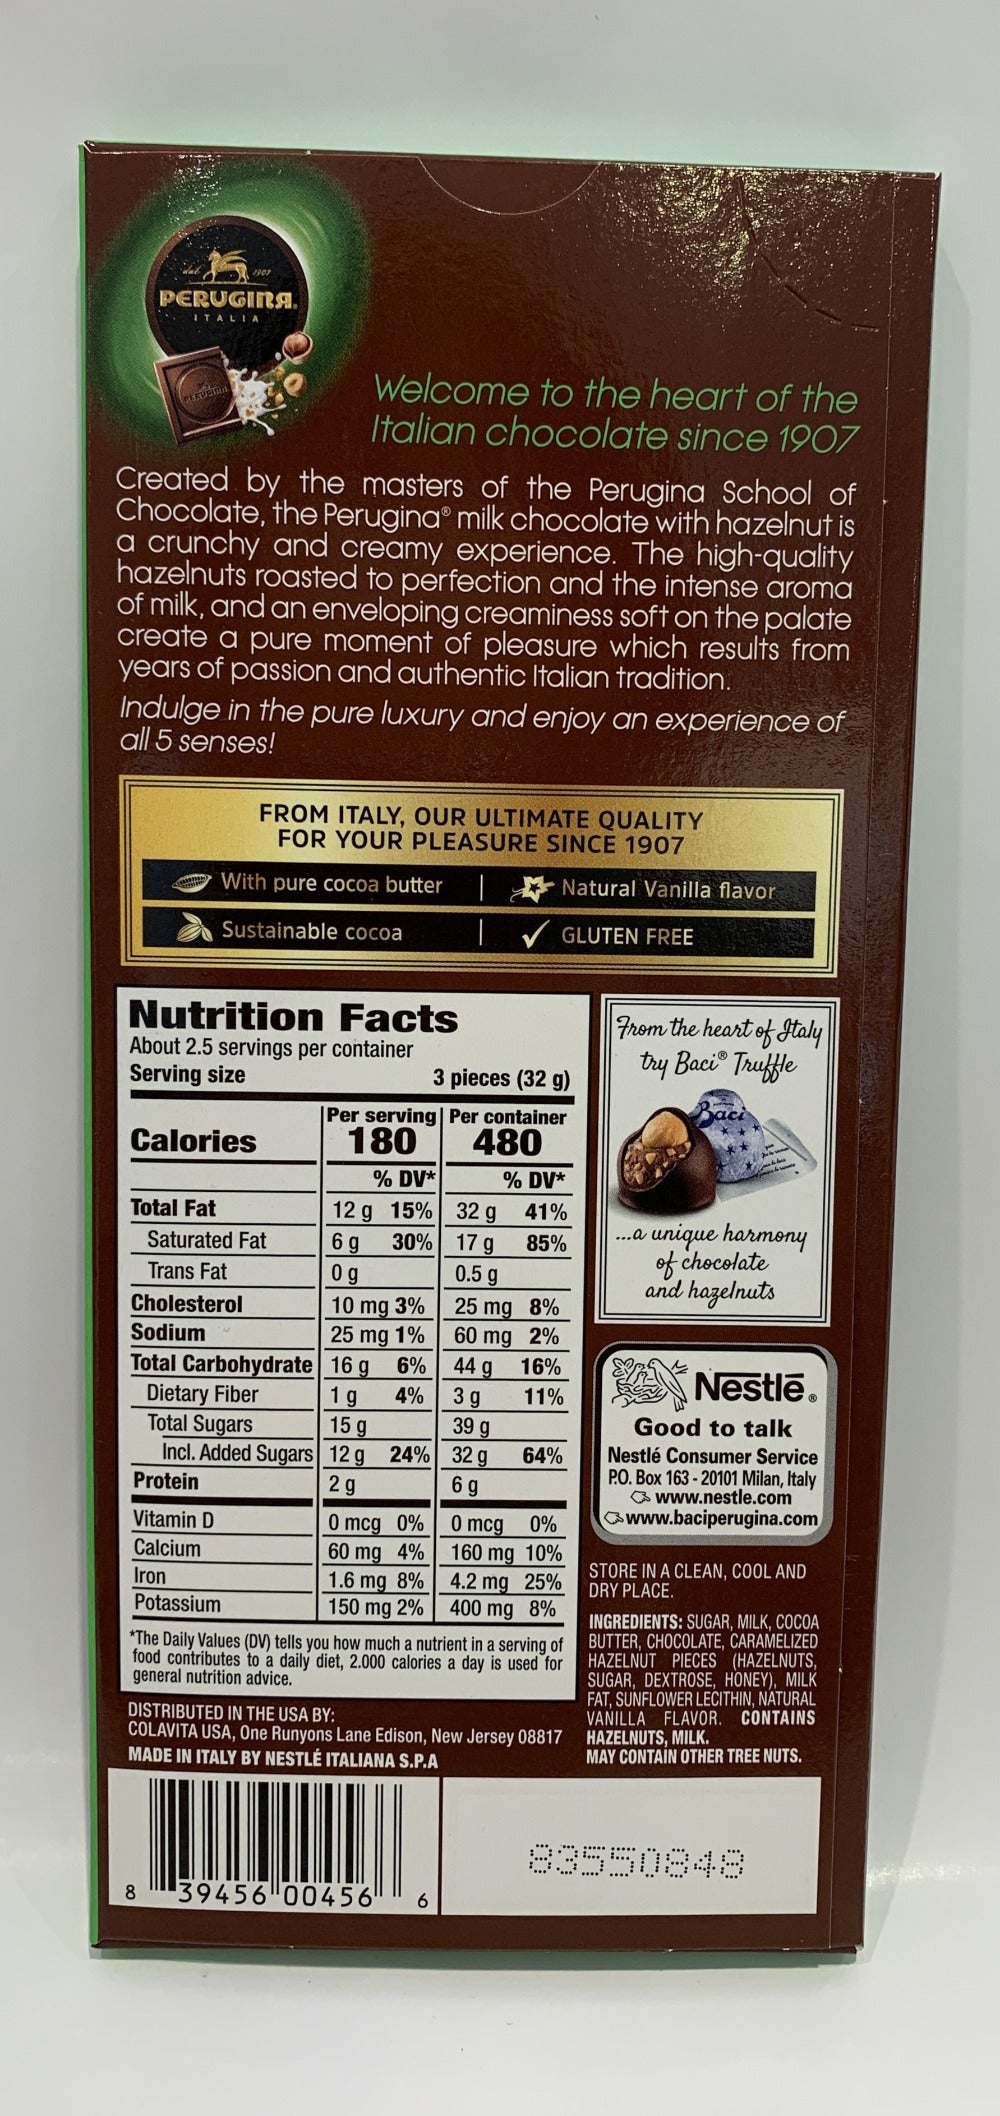 dal 1907
PERUGINA
ITALIA
PERUGINA
Welcome to the heart of the
Italian chocolate since 1907
Created by the masters of the Perugina School of
Chocolate, the Perugina® milk chocolate with hazelnut is
a crunchy and creamy experience. The high-quality
hazelnuts roasted to perfection and the intense aroma
of milk, and an enveloping creaminess soft on the palate
create a pure moment of pleasure which results from
years of passion and authentic Italian tradition.
Indulge in the pure luxury and enjoy an experience of
all 5 senses!
FROM ITALY, OUR ULTIMATE QUALITY
FOR YOUR PLEASURE SINCE 1907
With pure cocoa butter | Natural Vanilla flavor
Sustainable cocoa | GLUTEN FREE
Nutrition Facts
About 2.5 servings per container
Serving size 3 pieces (32 g)
Per serving Per container
Calories 180 480
% DV* % DV*
Total Fat 12 g 15% 32 g 41%
Saturated Fat 6 g 30% 17 g 85%
Trans Fat 0 g 0.5 g
Cholesterol 10 mg 3% 25 mg 8%
Sodium 25 mg 1% 60 mg 2%
Total Carbohydrate 16 g 6% 44 g 16%
Dietary Fiber 1 g 4% 3 g 11%
Total Sugars 15 g 39 g
Incl. Added Sugars 12 g 24% 32 g 64%
Protein 2 g 6 g
Vitamin D 0 mcg 0% 0 mcg 0%
Calcium 60 mg 4% 160 mg 10%
Iron 1.6 mg 8% 4.2 mg 25%
Potassium 150 mg 2% 400 mg 8%
*The Daily Values (DV) tells you how much a nutrient in a serving of
food contributes to a daily diet, 2.000 calories a day is used for
general nutrition advice.
DISTRIBUTED IN THE USA BY:
COLAVITA USA, One Runyons Lane Edison, New Jersey 08817
MADE IN ITALY BY NESTLÉ ITALIANA S.P.A
From the heart of Italy
try Baci® Truffle
Baci
...a unique harmony
of chocolate
and hazelnuts
Nestlé®
Good to talk
Nestlé Consumer Service
P.O. Box 163 - 20101 Milan, Italy
www.nestle.com
www.baciperugina.com
STORE IN A CLEAN, COOL AND
DRY PLACE.
INGREDIENTS: SUGAR, MILK, COCOA
BUTTER, CHOCOLATE, CARAMELIZED
HAZELNUT PIECES (HAZELNUTS,
SUGAR, DEXTROSE, HONEY), MILK
FAT, SUNFLOWER LECITHIN, NATURAL
VANILLA FLAVOR. CONTAINS
HAZELNUTS, MILK.
MAY CONTAIN OTHER TREE NUTS.
8 39456 00456 6
83550848